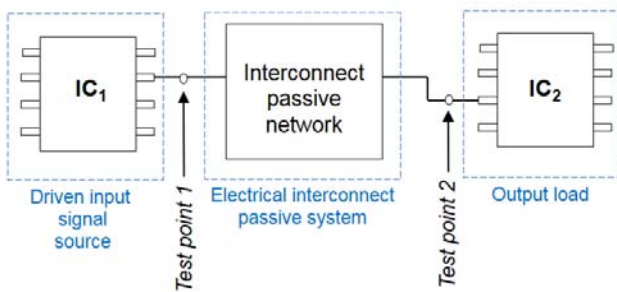 IC1
Interconnect
passive
network
IC2
Driven input
signal
source
Test point 1
Electrical interconnect
passive system
Test point 2
Output load